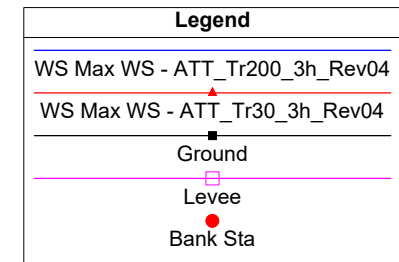 Legend
WS Max WS - ATT_Tr200_3h_Rev04
WS Max WS - ATT_Tr30_3h_Rev04
Ground
Levee
Bank Sta